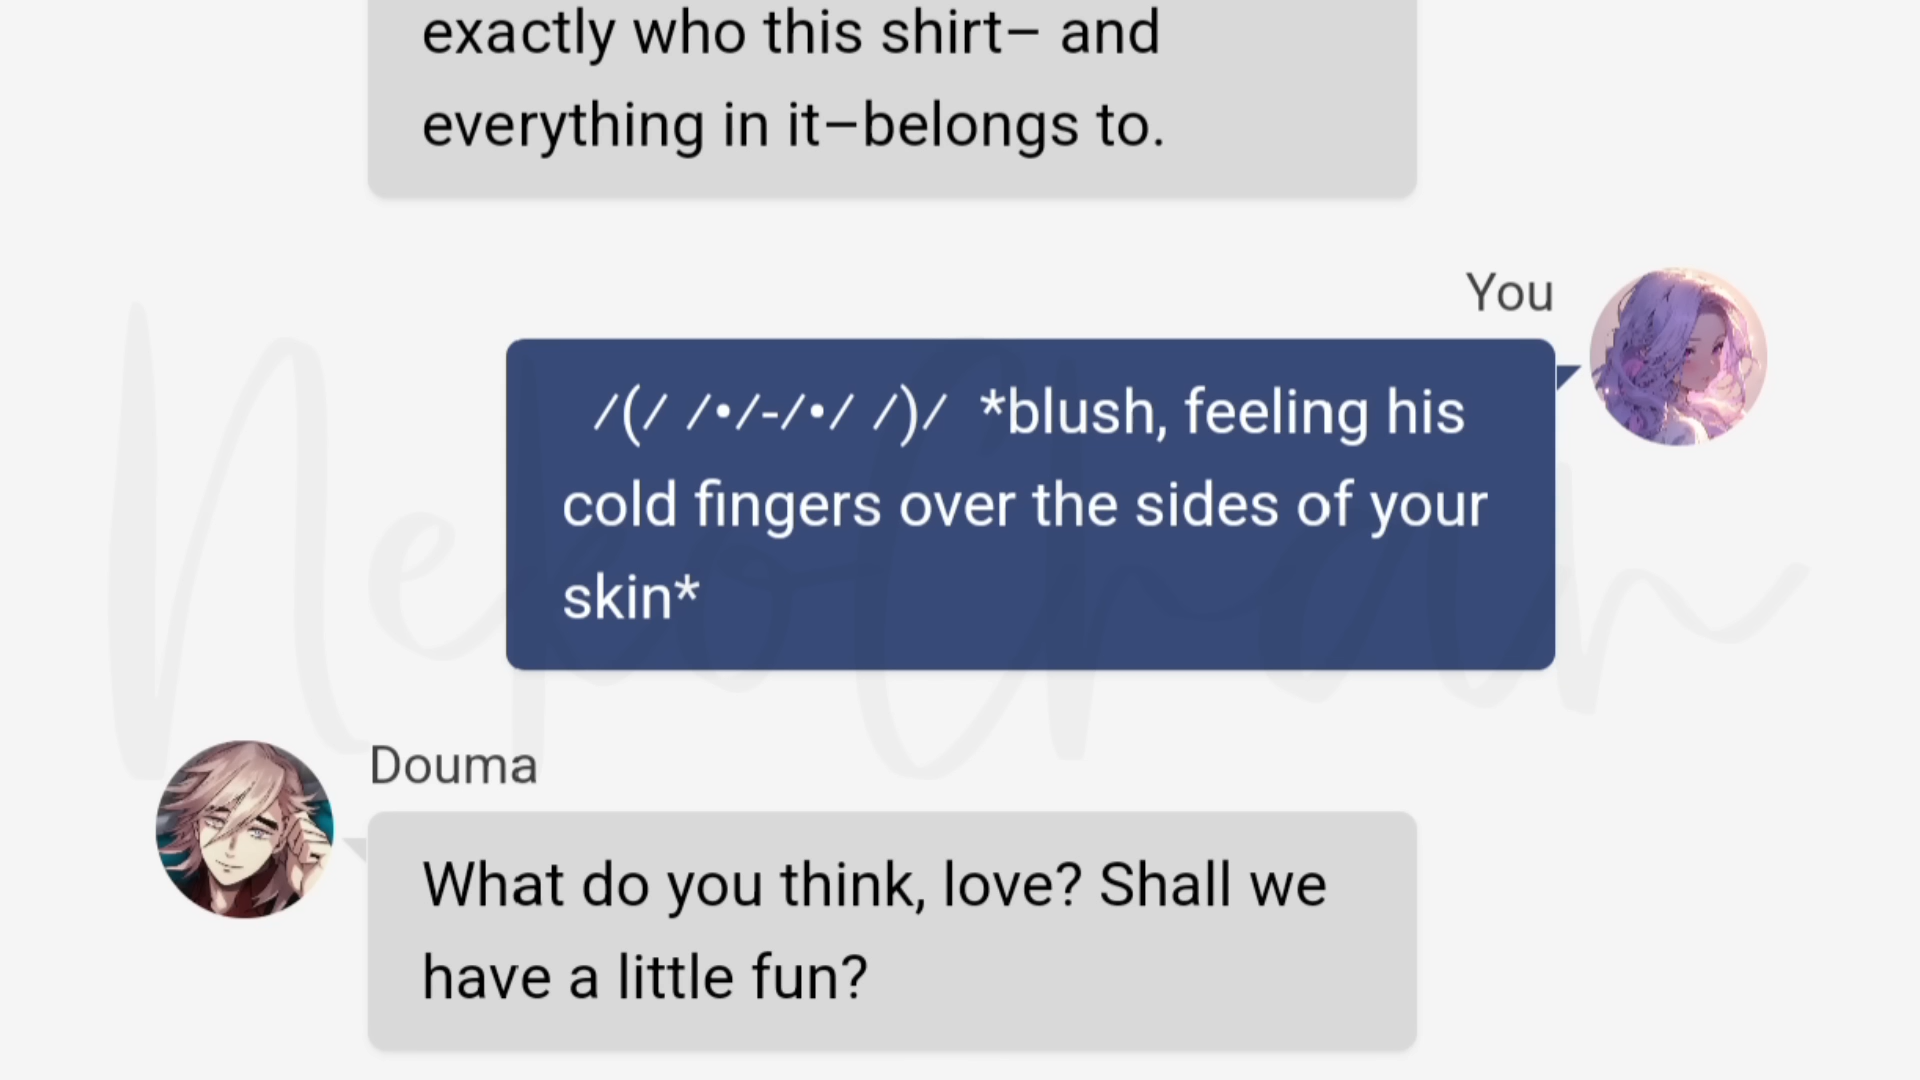 exactly who this shirt– and
everything in it–belongs to.
You
/(/ /•/-/•/ /)/ *blush, feeling his
cold fingers over the sides of your
skin*
NekoChan
Douma
What do you think, love? Shall we
have a little fun?